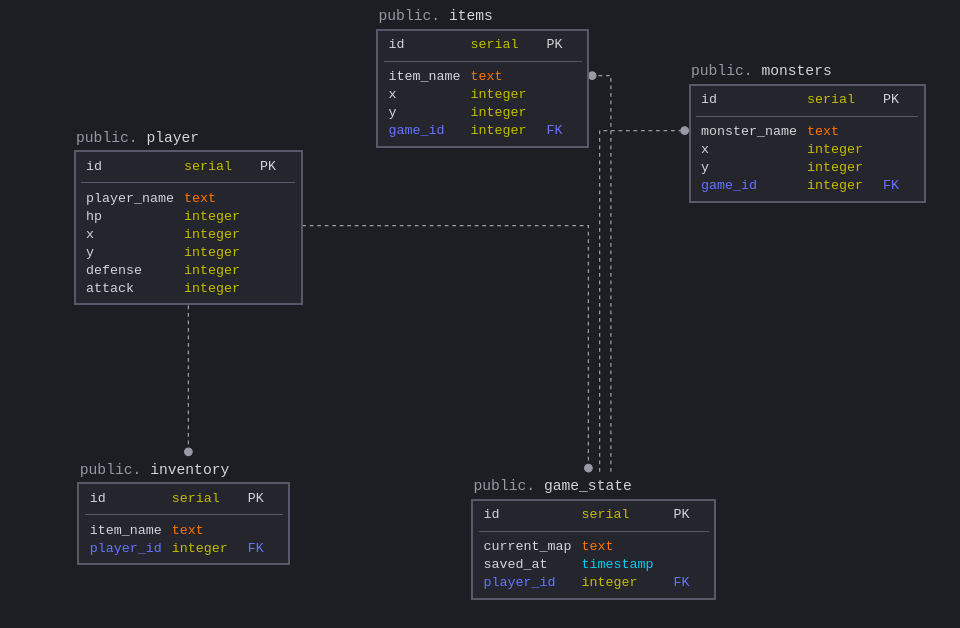 public. items
id serial PK
item_name text
x integer
y integer
game_id integer FK
public. monsters
id serial PK
monster_name text
x integer
y integer
game_id integer FK
public. player
id serial PK
player_name text
hp integer
x integer
y integer
defense integer
attack integer
public. inventory
id serial PK
item_name text
player_id integer FK
public. game_state
id serial PK
current_map text
saved_at timestamp
player_id integer FK